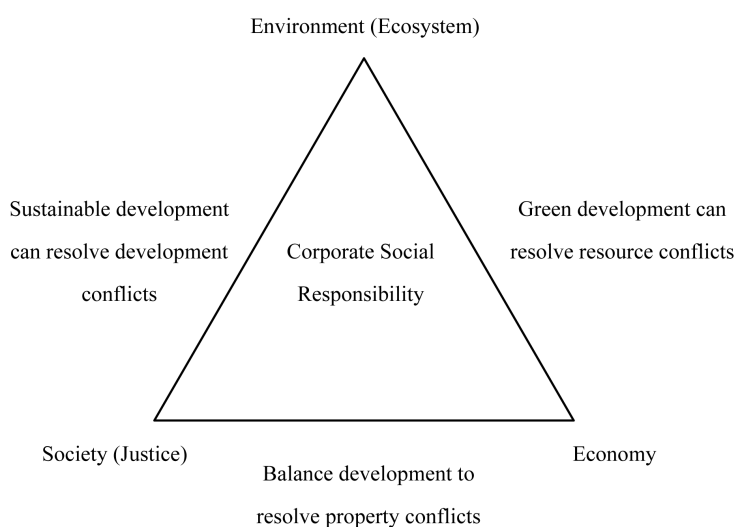 Environment (Ecosystem)
Sustainable development
can resolve development
conflicts
Corporate Social
Responsibility
Green development can
resolve resource conflicts
Society (Justice)
Economy
Balance development to
resolve property conflicts